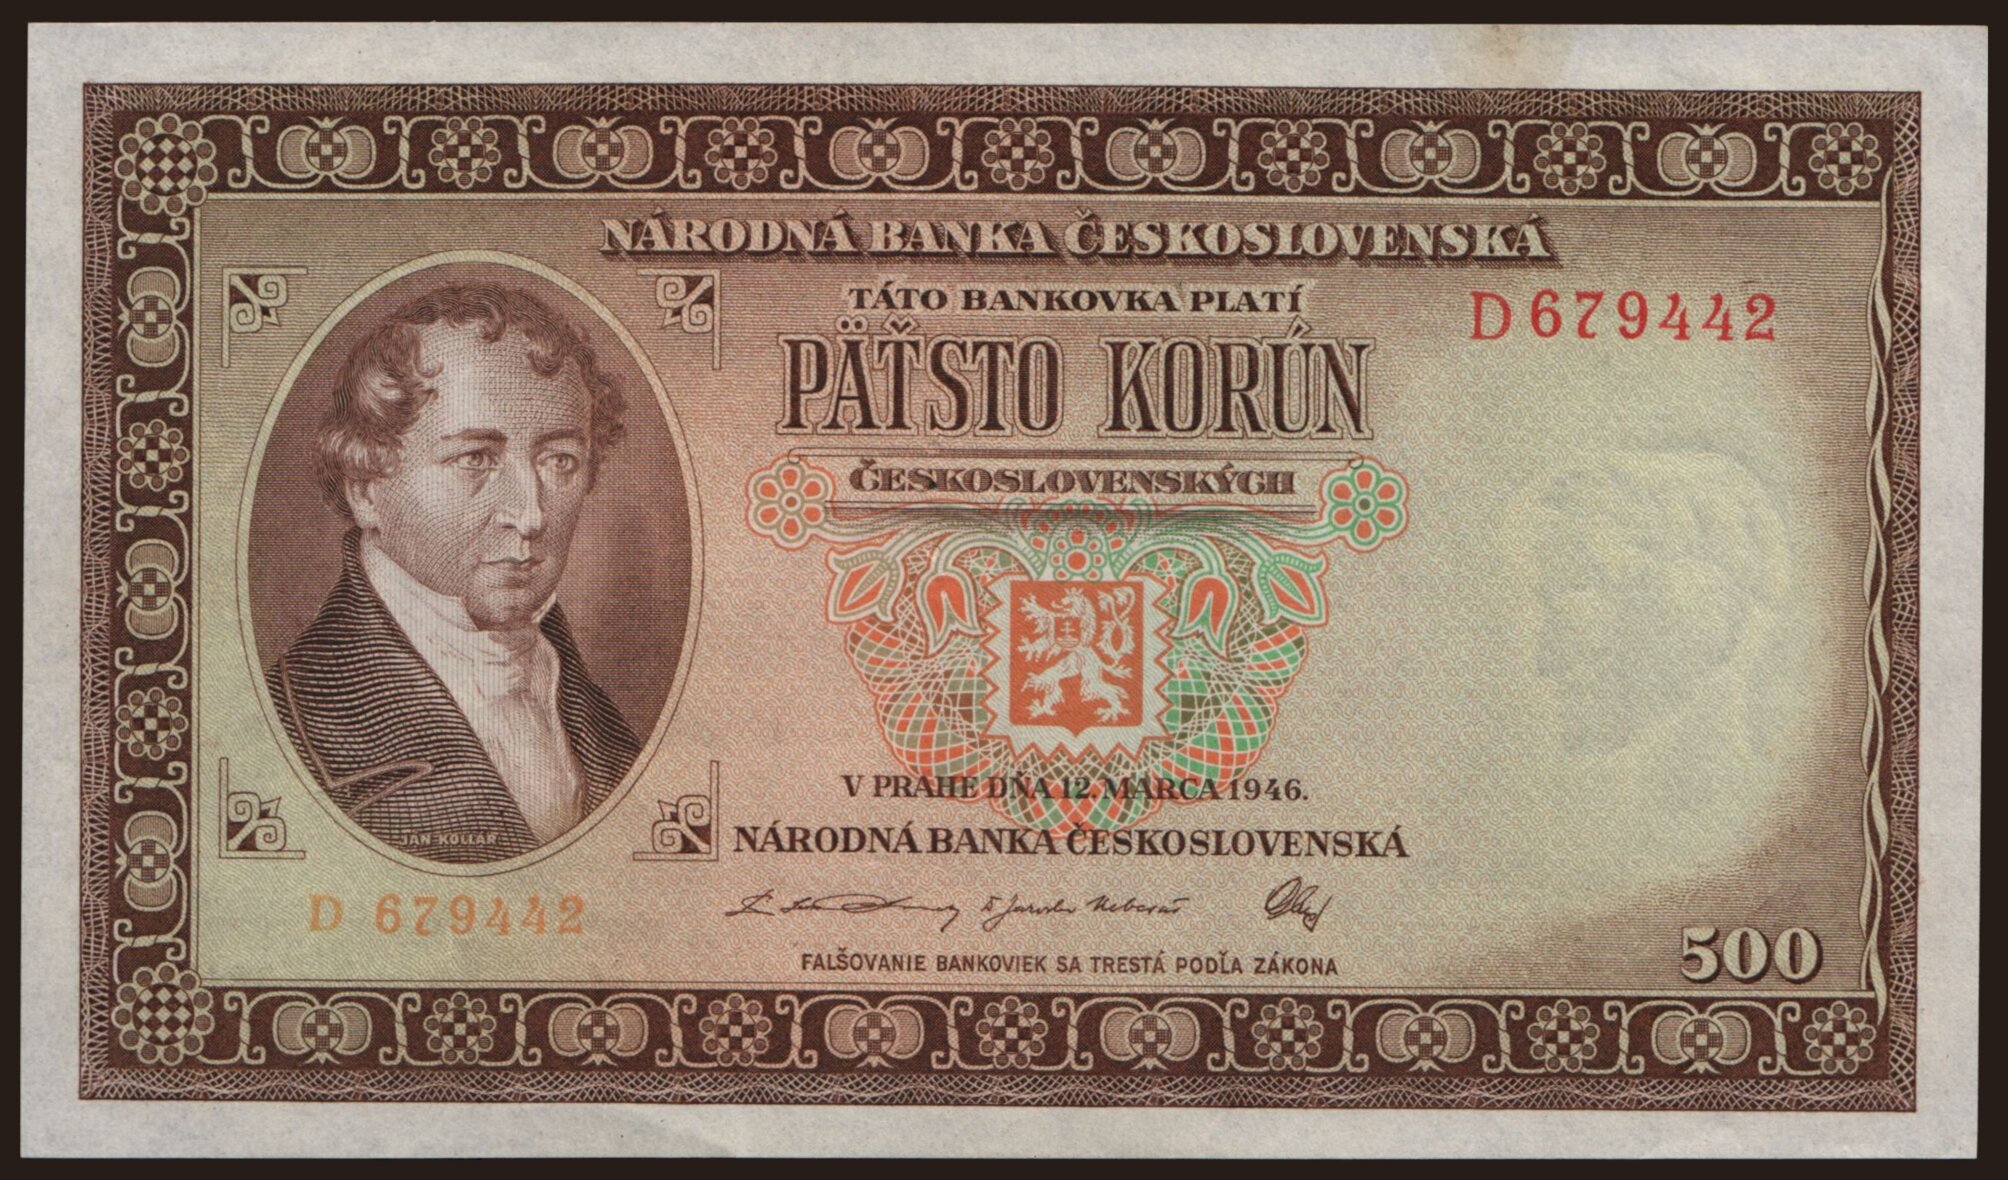 NÁRODNÁ BANKA ČESKOSLOVENSKÁ
TÁTO BANKOVKA PLATÍ
D 679442
PÄŤSTO KORÚN
ČESKOSLOVENSKÝCH
V PRAHE DŇA 12. MARCA 1946.
NÁRODNÁ BANKA ČESKOSLOVENSKÁ
JÁN KOLLÁR
D 679442
FALŠOVANIE BANKOVIEK SA TRESTÁ PODĽA ZÁKONA
500